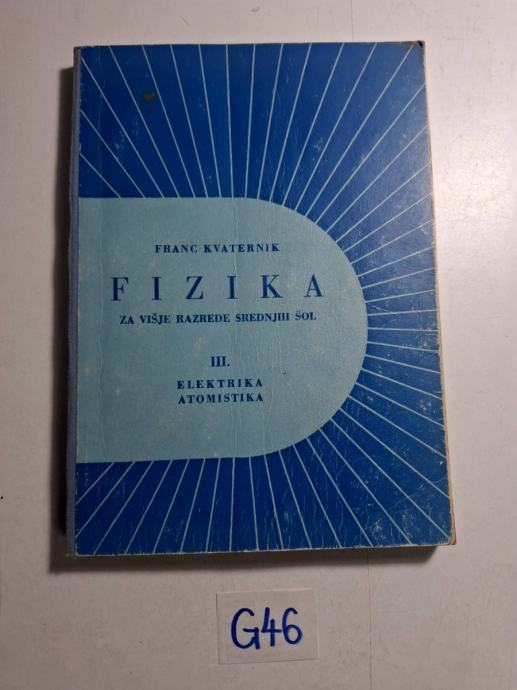 FRANC KVATERNIK
FIZIKA
ZA VIŠJE RAZREDE SREDNJIH ŠOL
III.
ELEKTRIKA
ATOMISTIKA
G46